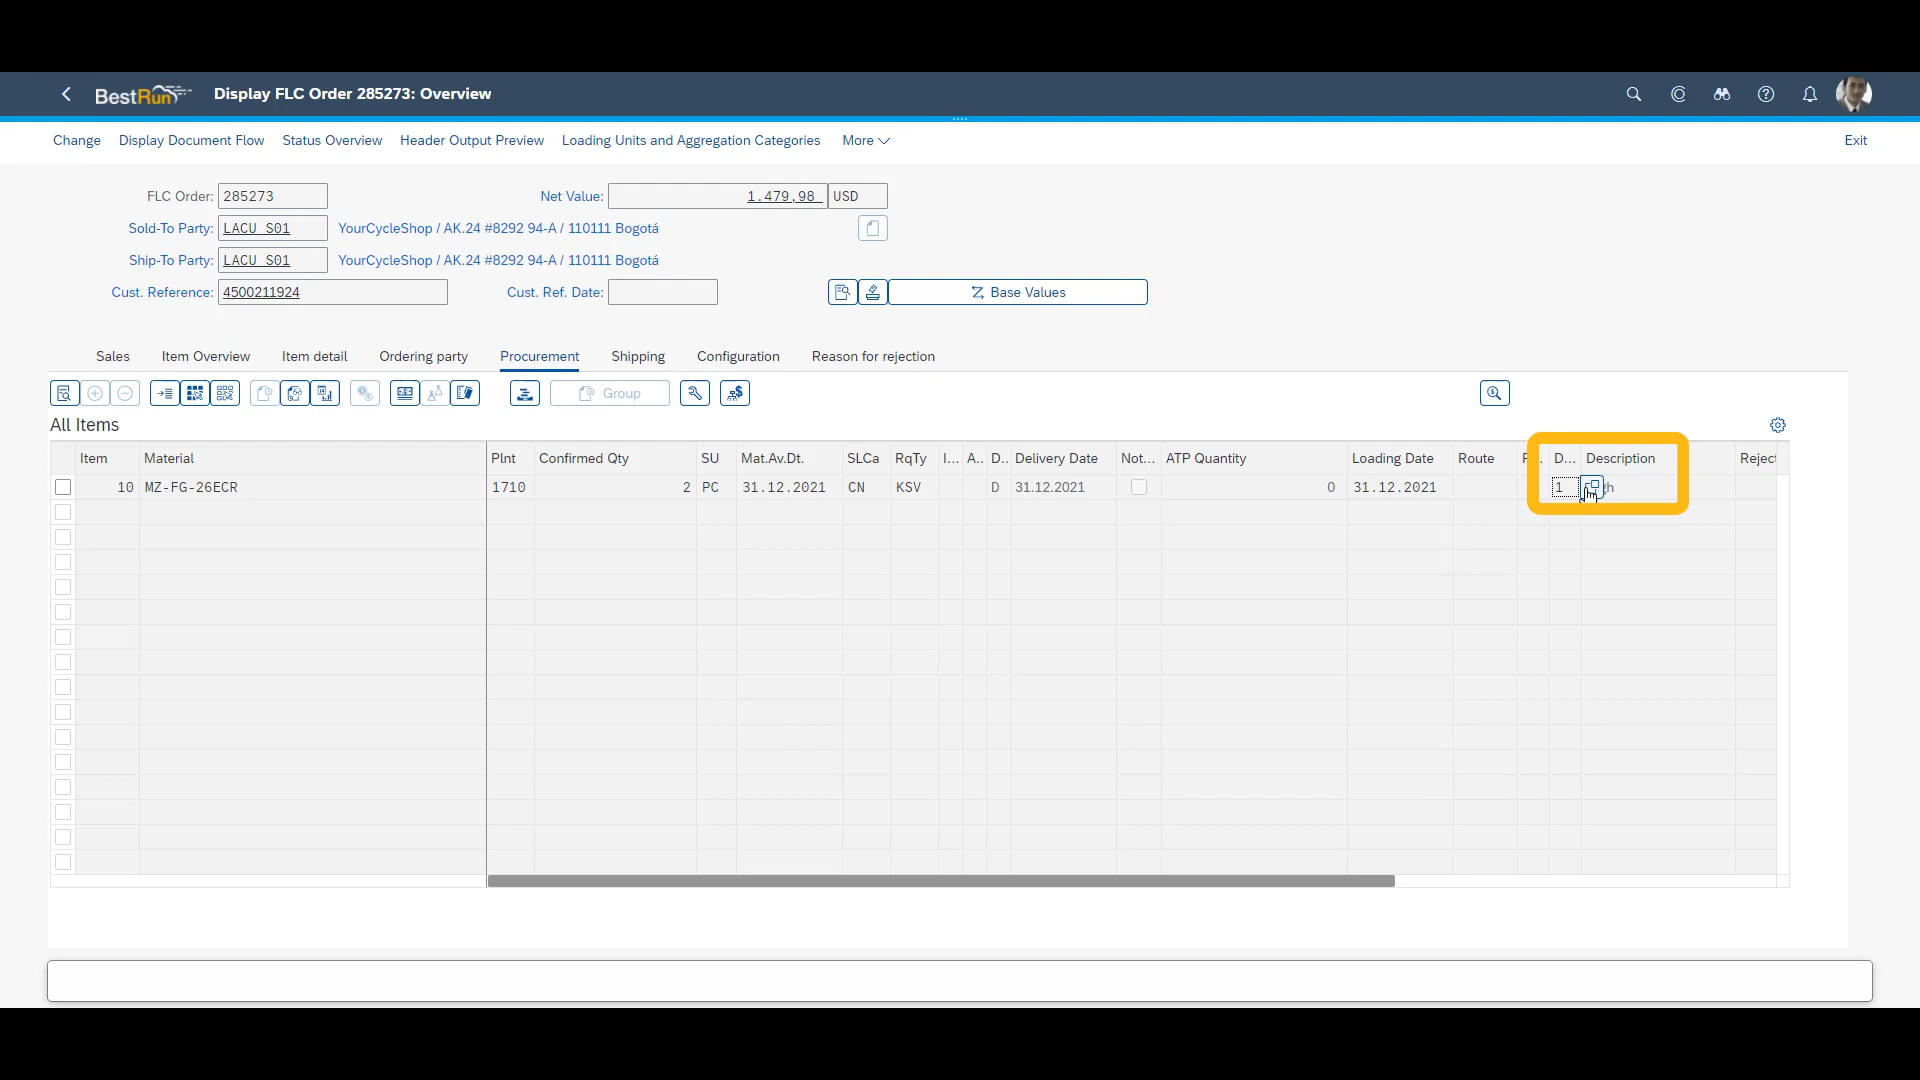 BestRun
Display FLC Order 285273: Overview
Change Display Document Flow Status Overview Header Output Preview Loading Units and Aggregation Categories More Exit
FLC Order: 285273 Net Value: 1.479,98 USD
Sold-To Party: LACU_S01 YourCycleShop / AK.24 #8292 94-A / 110111 Bogotá
Ship-To Party: LACU_S01 YourCycleShop / AK.24 #8292 94-A / 110111 Bogotá
Cust. Reference: 4500211924 Cust. Ref. Date: Base Values
Sales Item Overview Item detail Ordering party Procurement Shipping Configuration Reason for rejection
Group
All Items
Item Material Plnt Confirmed Qty SU Mat.Av.Dt. SLCa RqTy I... A.. D.. Delivery Date Not... ATP Quantity Loading Date Route D... Description Reject
10 MZ-FG-26ECR 1710 2 PC 31.12.2021 CN KSV D 31.12.2021 0 31.12.2021 1